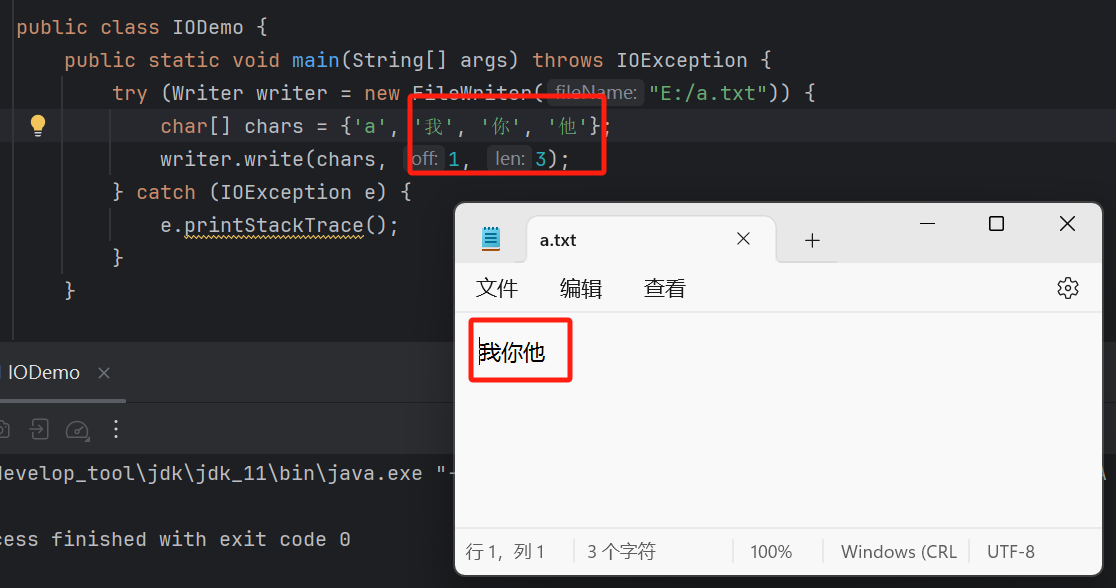 public class IODemo {
public static void main(String[] args) throws IOException {
try (Writer writer = new FileWriter( fileName: "E:/a.txt")) {
char[] chars = {'a', '我', '你', '他'};
writer.write(chars, off: 1, len: 3);
} catch (IOException e) {
e.printStackTrace();
}
}
a.txt
文件 编辑 查看
我你他
行 1，列 1 3 个字符 100% Windows (CRL UTF-8
IODemo
develop_tool\jdk\jdk_11\bin\java.exe "-
cess finished with exit code 0